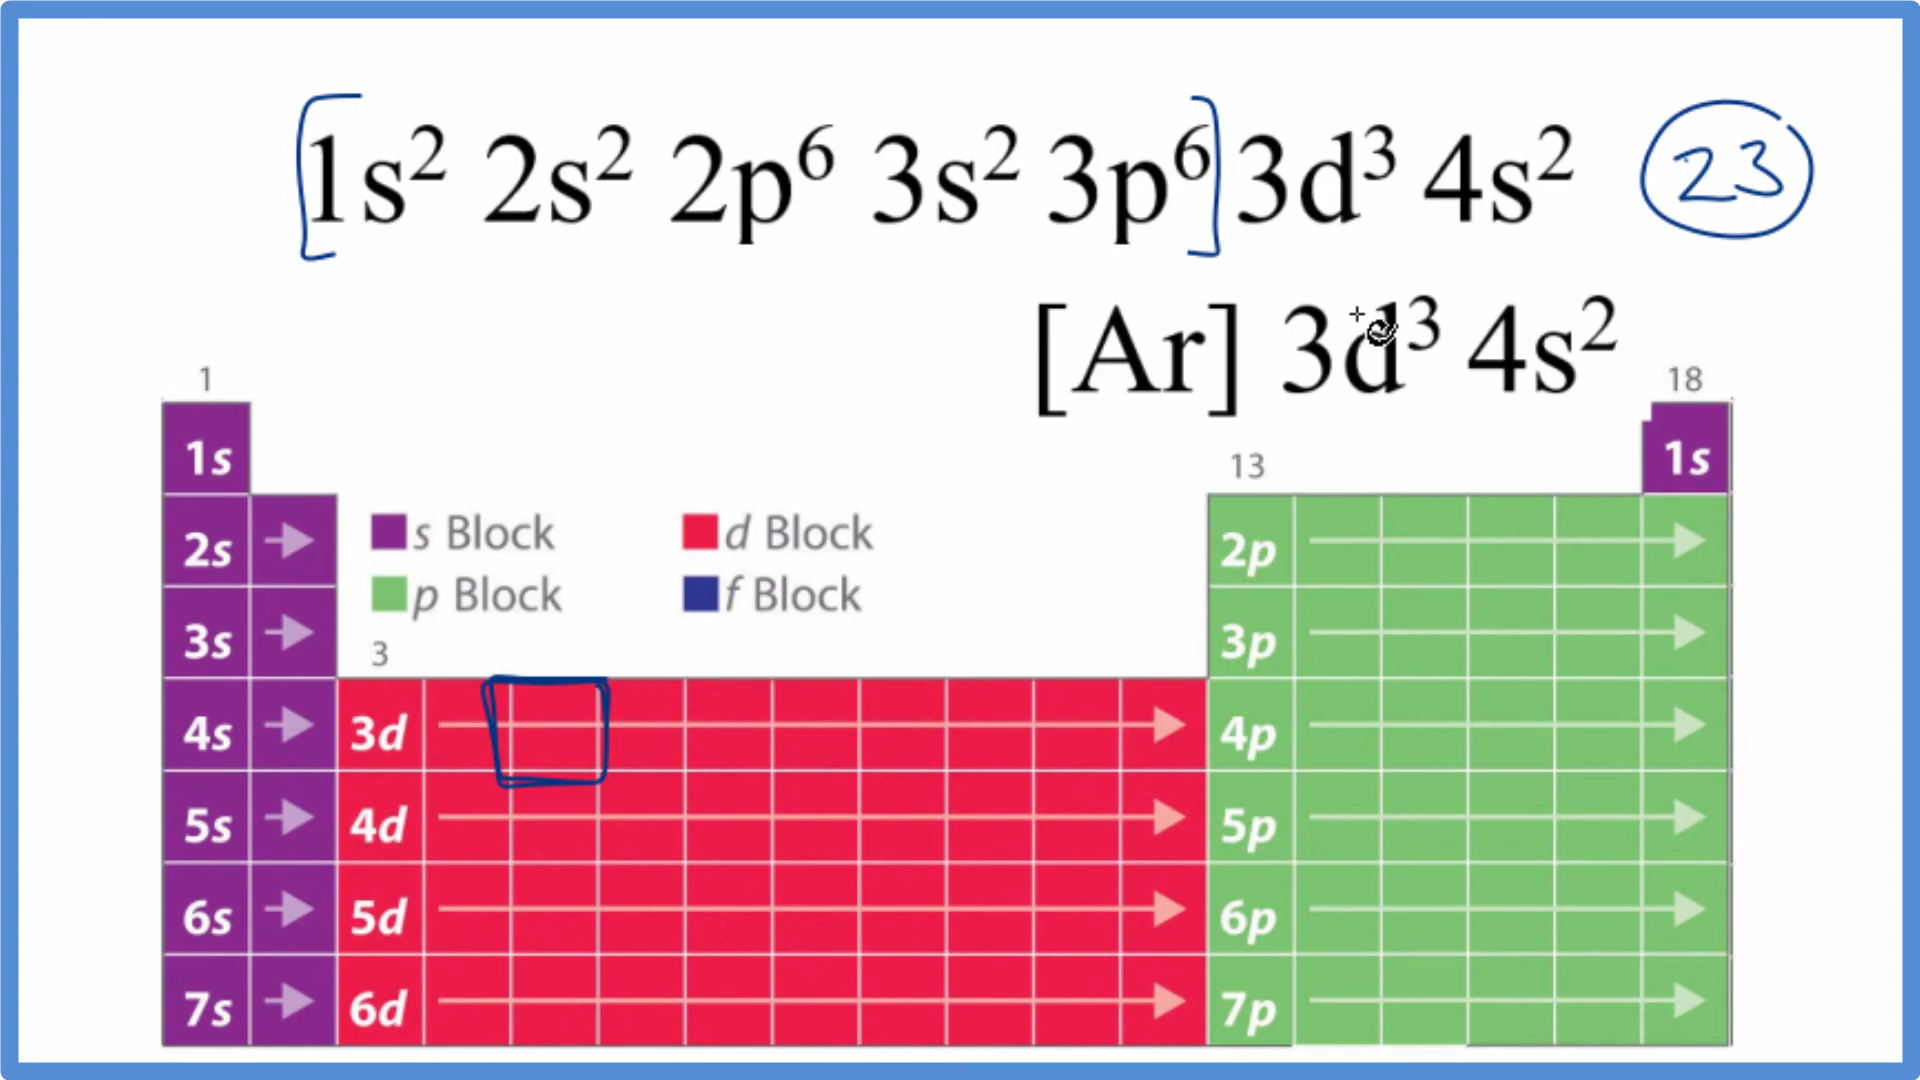 1s² 2s² 2p⁶ 3s² 3p⁶ 3d³ 4s² 23
[Ar] 3d³ 4s²
1 18
1s 13 1s
2s s Block d Block 2p
p Block f Block
3s 3p
3
4s 3d 4p
5s 4d 5p
6s 5d 6p
7s 6d 7p